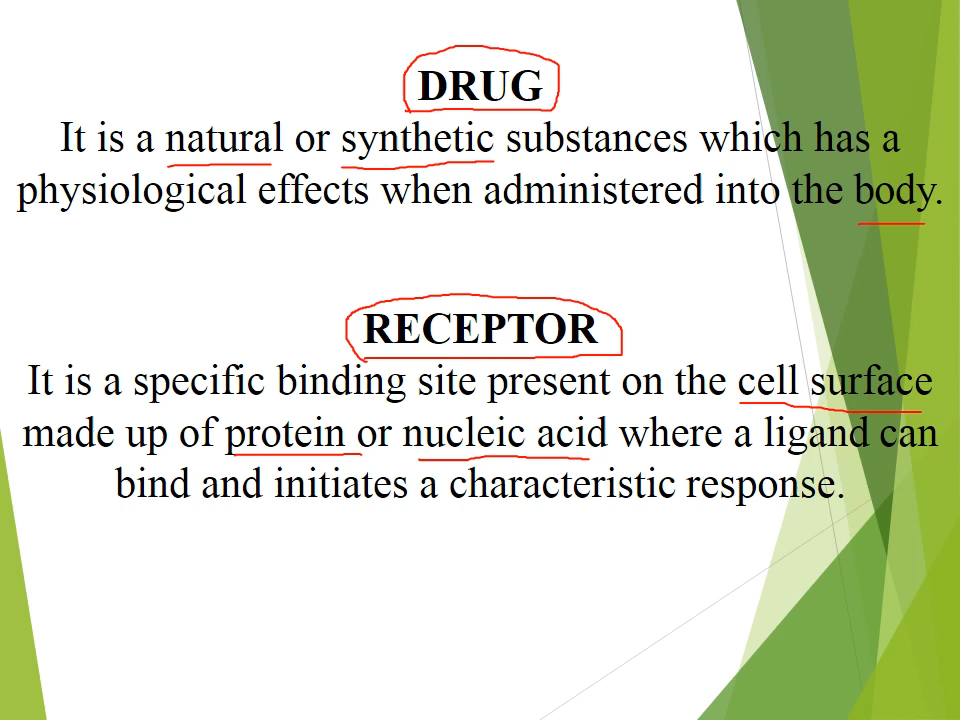 DRUG
It is a natural or synthetic substances which has a
physiological effects when administered into the body.
RECEPTOR
It is a specific binding site present on the cell surface
made up of protein or nucleic acid where a ligand can
bind and initiates a characteristic response.